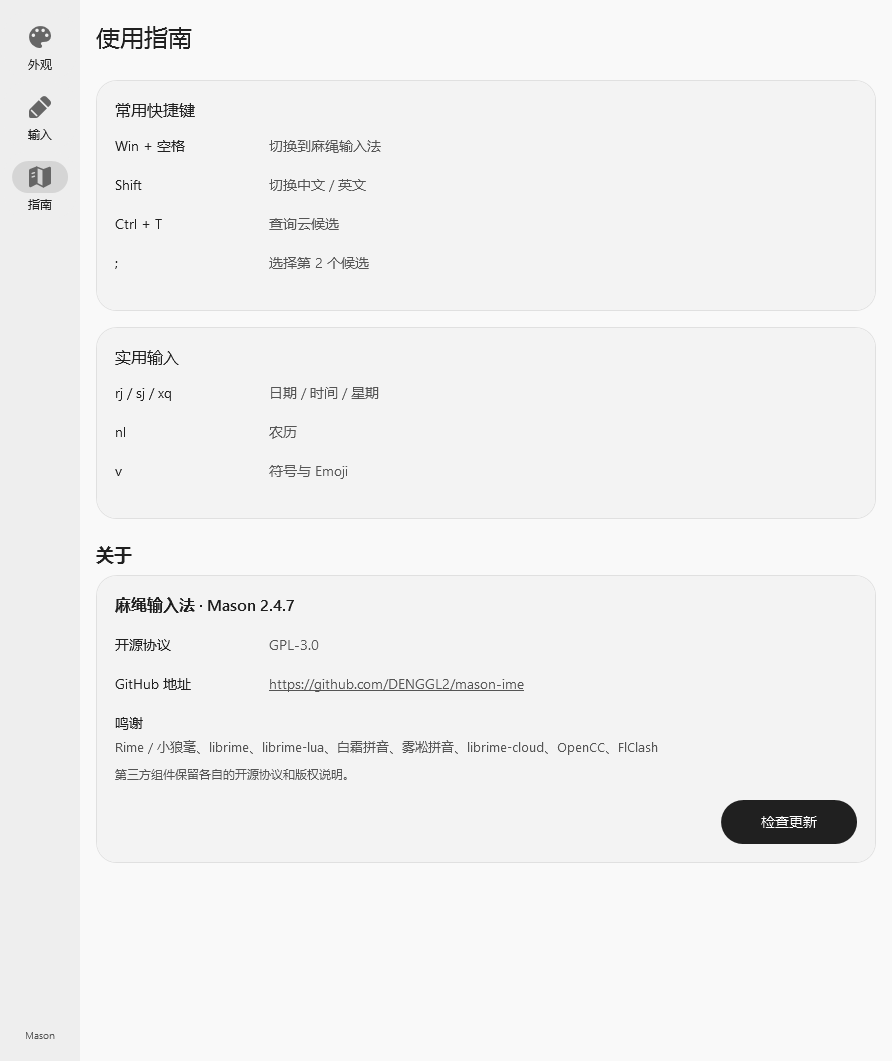 外观
输入
指南
使用指南
常用快捷键
Win + 空格 切换到麻绳输入法
Shift 切换中文 / 英文
Ctrl + T 查询云候选
; 选择第 2 个候选
实用输入
rj / sj / xq 日期 / 时间 / 星期
nl 农历
v 符号与 Emoji
关于
麻绳输入法 · Mason 2.4.7
开源协议 GPL-3.0
GitHub 地址 https://github.com/DENGGL2/mason-ime
鸣谢
Rime / 小狼毫、librime、librime-lua、白霜拼音、雾凇拼音、librime-cloud、OpenCC、FlClash
第三方组件保留各自的开源协议和版权说明。
检查更新
Mason